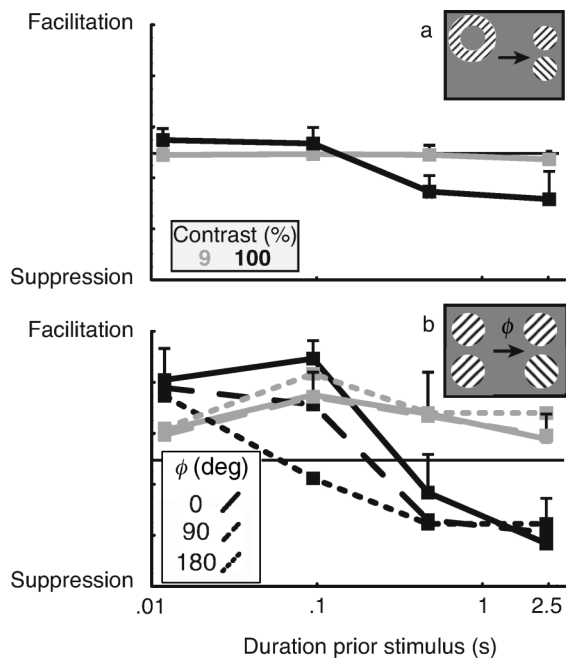 Facilitation
a
Contrast (%)
9 100
Suppression
Facilitation
b
ϕ
ϕ (deg)
0
90
180
Suppression
.01 .1 1 2.5
Duration prior stimulus (s)